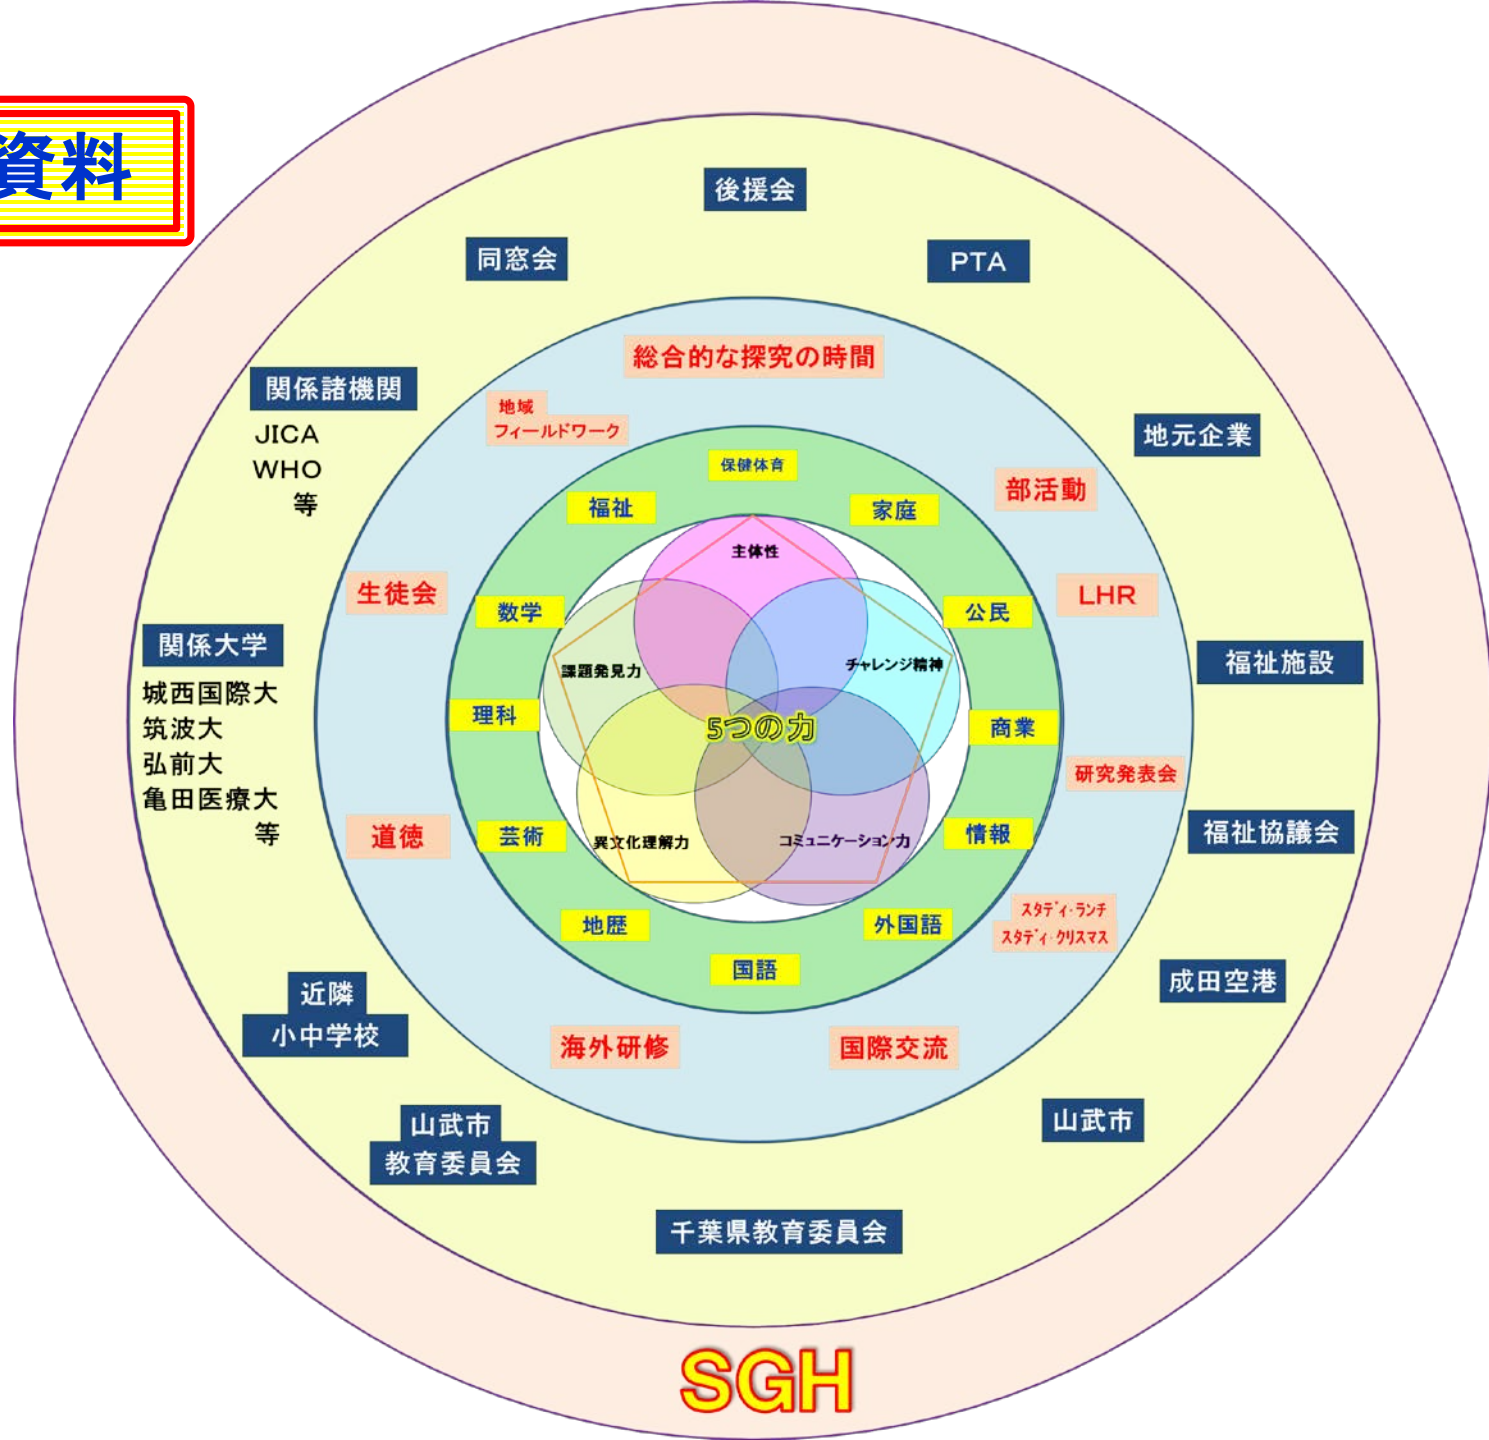 資料
後援会
同窓会
PTA
総合的な探究の時間
関係諸機関
JICA
WHO
等
地域
フィールドワーク
地元企業
保健体育
部活動
福祉
家庭
主体性
生徒会
LHR
数学
公民
関係大学
城西国際大
筑波大
弘前大
亀田医療大
等
課題発見力
チャレンジ精神
福祉施設
理科
5つの力
商業
研究発表会
道徳
芸術
異文化理解力
コミュニケーション力
情報
福祉協議会
地歴
外国語
スタディ・ランチ
スタディ・クリスマス
国語
近隣
小中学校
成田空港
海外研修
国際交流
山武市
教育委員会
山武市
千葉県教育委員会
SGH